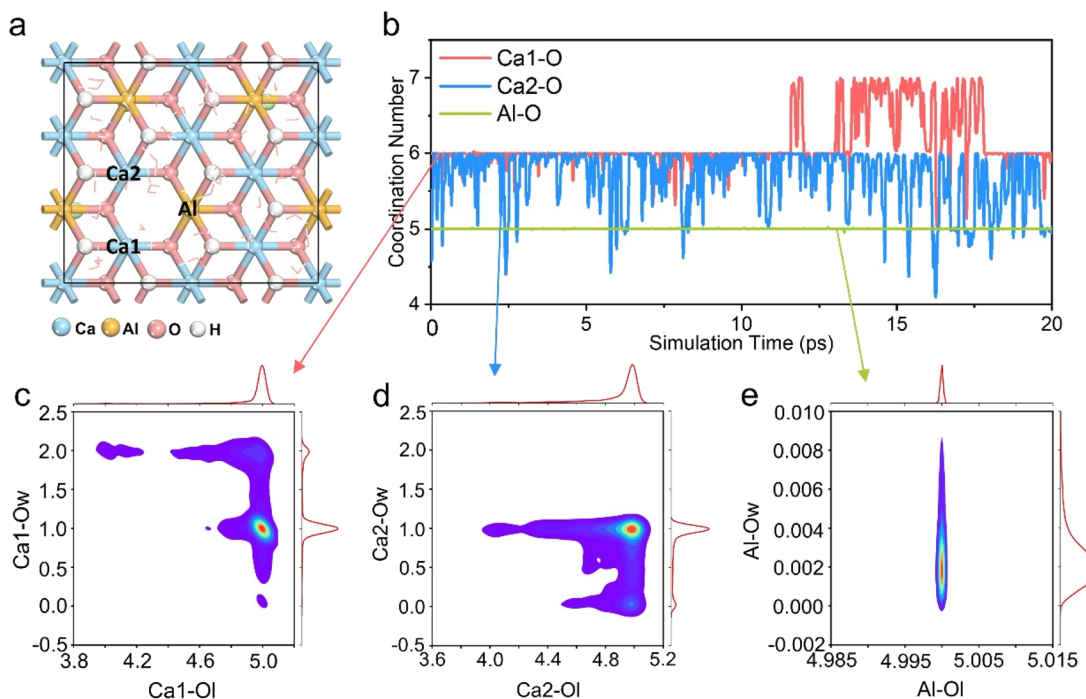 a
Ca2
Al
Ca1
Ca Al O H
b
Ca1-O
Ca2-O
Al-O
Coordination Number
7
6
5
4
0 5 10 15 20
Simulation Time (ps)
c
Ca1-Ow
2.5
2.0
1.5
1.0
0.5
0.0
-0.5
3.8 4.2 4.6 5.0
Ca1-Ol
d
Ca2-Ow
2.5
2.0
1.5
1.0
0.5
0.0
-0.5
3.6 4.0 4.4 4.8 5.2
Ca2-Ol
e
Al-Ow
0.010
0.008
0.006
0.004
0.002
0.000
-0.002
4.985 4.995 5.005 5.015
Al-Ol